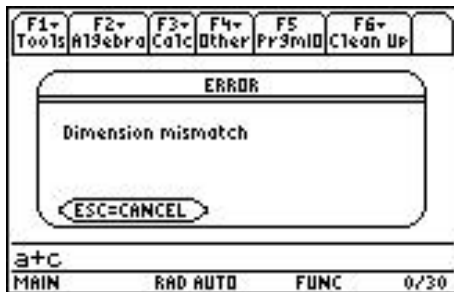 F1▾ F2▾ F3▾ F4▾ F5 F6▾
Tools Algebra Calc Other PrgmIO Clean Up
ERROR
Dimension mismatch
ESC=CANCEL
a+c
MAIN RAD AUTO FUNC 0/30